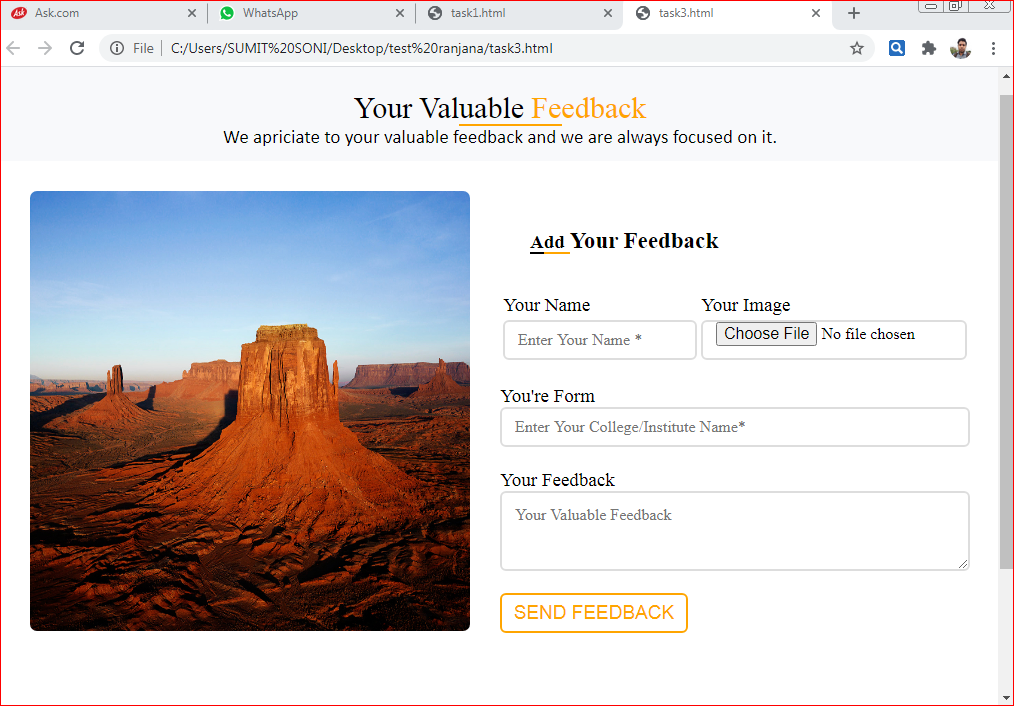 Ask Ask.com
WhatsApp
task1.html
task3.html
File C:/Users/SUMIT%20SONI/Desktop/test%20ranjana/task3.html
Your Valuable Feedback
We apriciate to your valuable feedback and we are always focused on it.
Add Your Feedback
Your Name Your Image
Enter Your Name * Choose File No file chosen
You're Form
Enter Your College/Institute Name*
Your Feedback
Your Valuable Feedback
SEND FEEDBACK